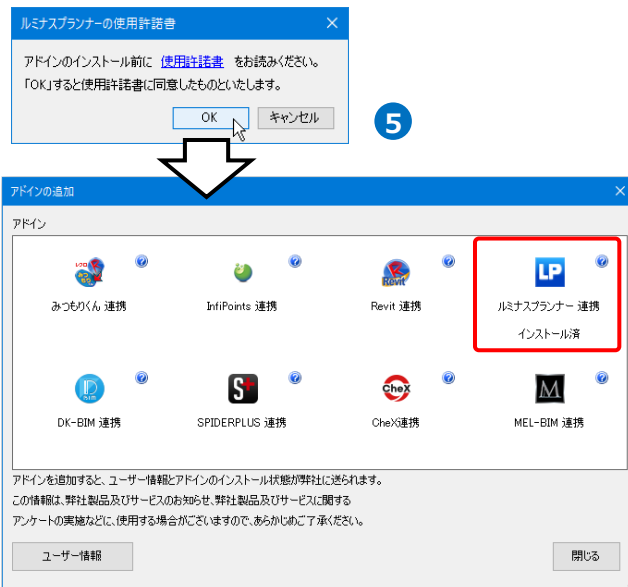 ルミナスプランナーの使用許諾書
アドインのインストール前に 使用許諾書 をお読みください。
「OK」すると使用許諾書に同意したものといたします。
OK キャンセル
5
アドインの追加
アドイン
レブロ
Revit
LP
みつもりくん 連携 InfiPoints 連携 Revit 連携 ルミナスプランナー 連携
インストール済
D
BIM
S+
CheX
M
DK-BIM 連携 SPIDERPLUS 連携 CheX連携 MEL-BIM 連携
アドインを追加すると、ユーザー情報とアドインのインストール状態が弊社に送られます。
この情報は、弊社製品及びサービスのお知らせ、弊社製品及びサービスに関する
アンケートの実施などに、使用する場合がございますので、あらかじめご了承ください。
ユーザー情報 閉じる